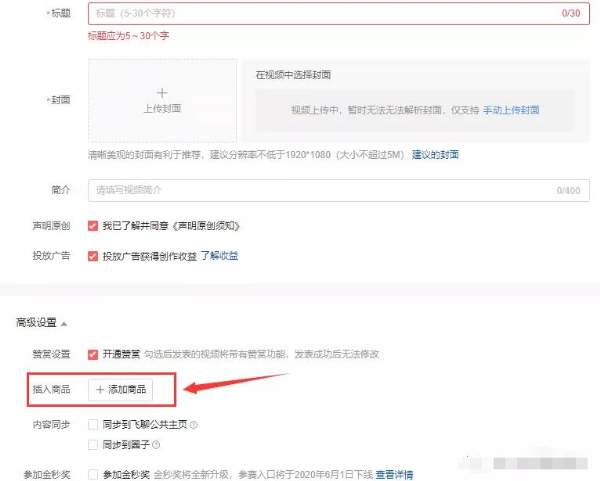 *标题 标题（5-30个字符） 0/30
标题应为5～30个字
在视频中选择封面
*封面 + 上传封面 视频上传中，暂时无法无法解析封面，仅支持 手动上传封面
清晰美观的封面有利于推荐，建议分辨率不低于1920*1080（大小不超过5M） 建议的封面
简介 请填写视频简介 0/400
声明原创 我已了解并同意《声明原创须知》
投放广告 投放广告获得创作收益 了解收益
高级设置
赞赏设置 开通赞赏 勾选后发表的视频将带有赞赏功能，发表成功后无法修改
插入商品 + 添加商品
内容同步 同步到飞聊公共主页 ?
同步到圈子 ?
参加金秒奖 参加金秒奖 金秒奖将全新升级，参赛入口将于2020年6月1日下线 查看详情